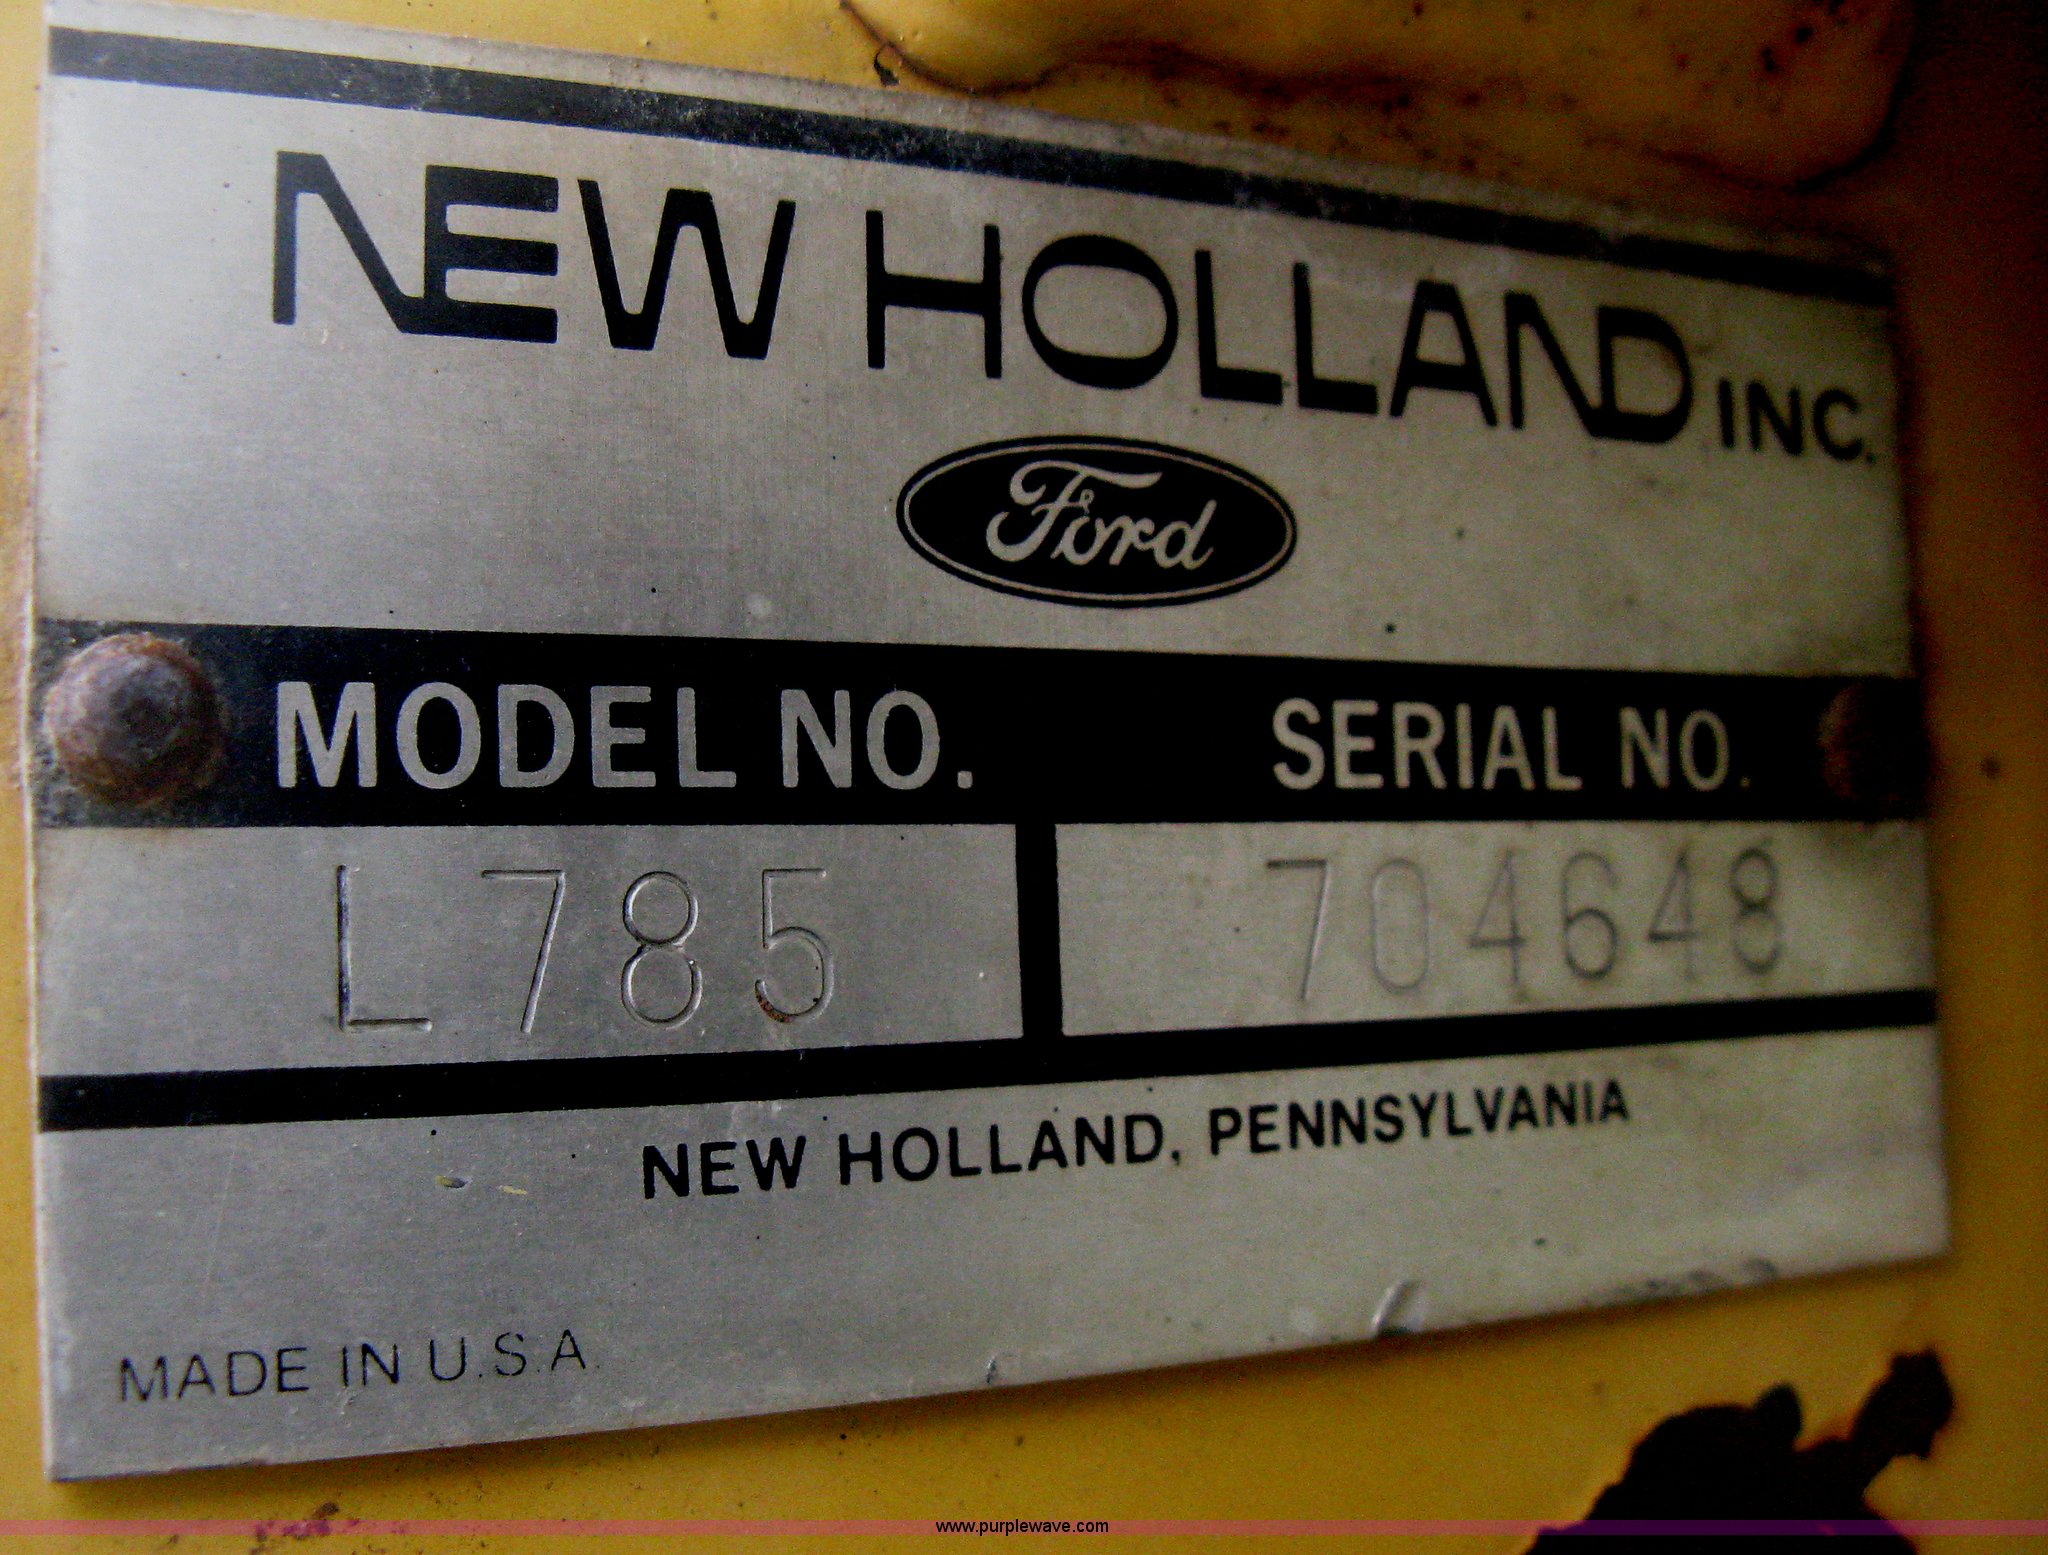 NEW HOLLAND INC.
Ford
MODEL NO. SERIAL NO.
L785 704648
NEW HOLLAND, PENNSYLVANIA
MADE IN U.S.A.
www.purplewave.com